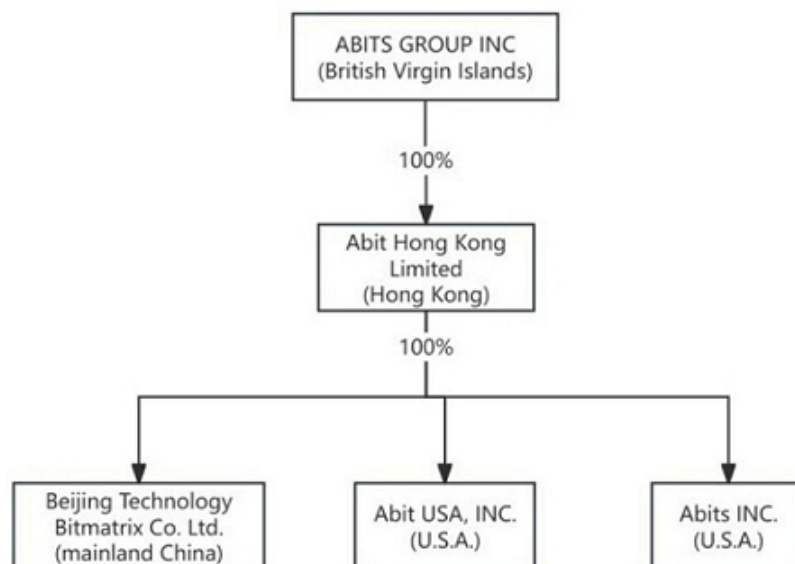 ABITS GROUP INC
(British Virgin Islands)
100%
Abit Hong Kong
Limited
(Hong Kong)
100%
Beijing Technology
Bitmatrix Co. Ltd.
(mainland China)
Abit USA, INC.
(U.S.A.)
Abits INC.
(U.S.A.)